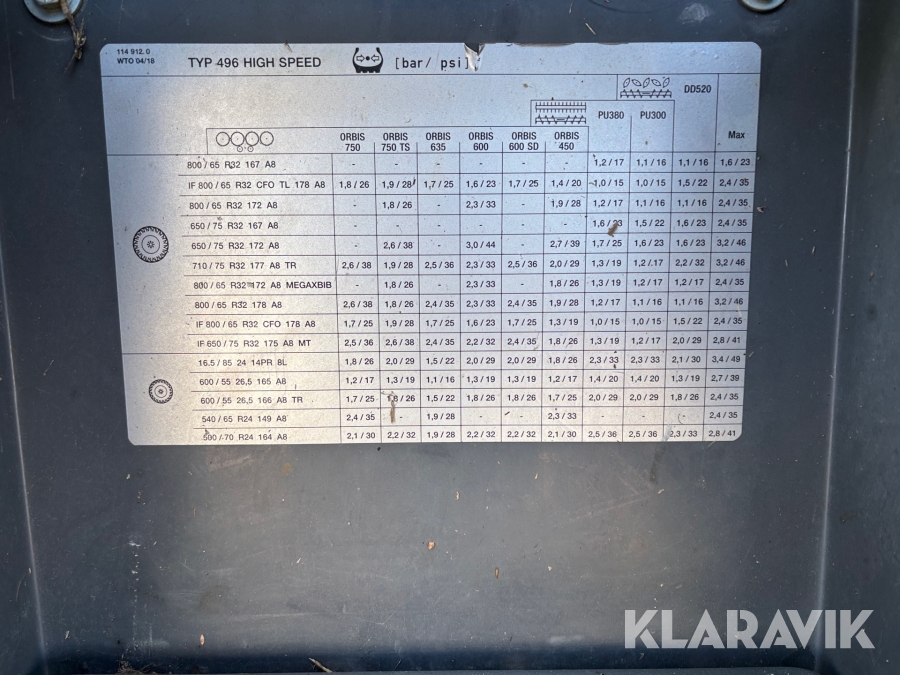 114 912. 0
WTO 04/18
TYP 496 HIGH SPEED [bar/ psi]
DD520
PU380 PU300
ORBIS 750 ORBIS 750 TS ORBIS 635 ORBIS 600 ORBIS 600 SD ORBIS 450 Max
800 / 65 R32 167 A8 - - - - - - 1,2 / 17 1,1 / 16 1,1 / 16 1,6 / 23
IF 800 / 65 R32 CFO TL 178 A8 1,8 / 26 1,9 / 28 1,7 / 25 1,6 / 23 1,7 / 25 1,4 / 20 1,0 / 15 1,0 / 15 1,5 / 22 2,4 / 35
800 / 65 R32 172 A8 - 1,8 / 26 - 2,3 / 33 - 1,9 / 28 1,2 / 17 1,1 / 16 1,1 / 16 2,4 / 35
650 / 75 R32 167 A8 - - - - - - 1,6 / 23 1,5 / 22 1,6 / 23 2,4 / 35
650 / 75 R32 172 A8 - 2,6 / 38 - 3,0 / 44 - 2,7 / 39 1,7 / 25 1,6 / 23 1,6 / 23 3,2 / 46
710 / 75 R32 177 A8 TR 2,6 / 38 1,9 / 28 2,5 / 36 2,3 / 33 2,5 / 36 2,0 / 29 1,3 / 19 1,2 / 17 2,2 / 32 3,2 / 46
800 / 65 R32 172 A8 MEGAXBIB - 1,8 / 26 - 2,3 / 33 - 1,8 / 26 1,3 / 19 1,2 / 17 1,2 / 17 2,4 / 35
800 / 65 R32 178 A8 2,6 / 38 1,8 / 26 2,4 / 35 2,3 / 33 2,4 / 35 1,9 / 28 1,2 / 17 1,1 / 16 1,1 / 16 3,2 / 46
IF 800 / 65 R32 CFO 178 A8 1,7 / 25 1,9 / 28 1,7 / 25 1,6 / 23 1,7 / 25 1,3 / 19 1,0 / 15 1,0 / 15 1,5 / 22 2,4 / 35
IF 650 / 75 R32 175 A8 MT 2,5 / 36 2,6 / 38 2,4 / 35 2,2 / 32 2,4 / 35 1,8 / 26 1,3 / 19 1,2 / 17 2,0 / 29 2,8 / 41
16.5 / 85 24 14PR 8L 1,8 / 26 2,0 / 29 1,5 / 22 2,0 / 29 2,0 / 29 1,8 / 26 2,3 / 33 2,3 / 33 2,1 / 30 3,4 / 49
600 / 55 26,5 165 A8 1,2 / 17 1,3 / 19 1,1 / 16 1,3 / 19 1,3 / 19 1,2 / 17 1,4 / 20 1,4 / 20 1,3 / 19 2,7 / 39
600 / 55 26,5 166 A8 TR 1,7 / 25 1,8 / 26 1,5 / 22 1,8 / 26 1,8 / 26 1,7 / 25 2,0 / 29 2,0 / 29 1,8 / 26 2,4 / 35
540 / 65 R24 149 A8 2,4 / 35 - 1,9 / 28 - - 2,3 / 33 - - - 2,4 / 35
500 / 70 R24 164 A8 2,1 / 30 2,2 / 32 1,9 / 28 2,2 / 32 2,2 / 32 2,1 / 30 2,5 / 36 2,5 / 36 2,3 / 33 2,8 / 41
KLARAVIK